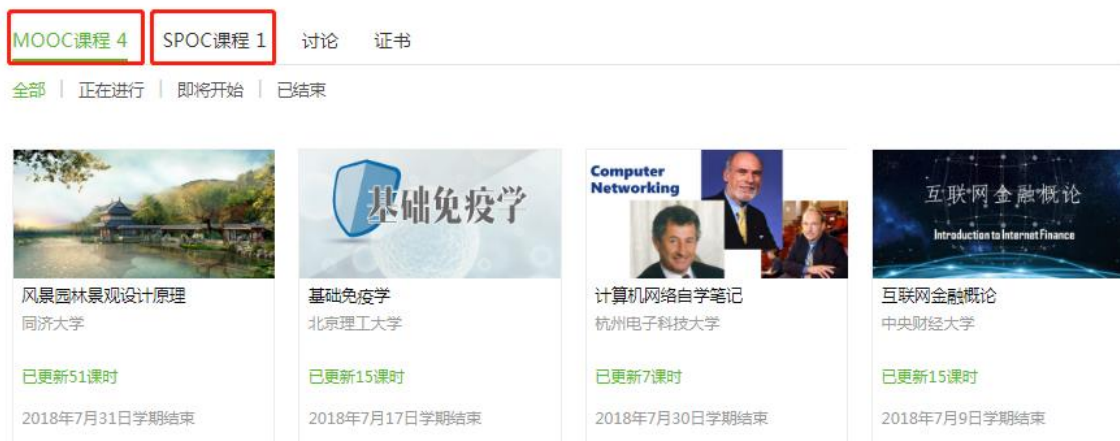 MOOC课程 4 SPOC课程 1 讨论 证书
全部 | 正在进行 | 即将开始 | 已结束
基础免疫学
Computer
Networking
互联网金融概论
Introduction to Internet Finance
风景园林景观设计原理
同济大学
已更新51课时
2018年7月31日学期结束
基础免疫学
北京理工大学
已更新15课时
2018年7月17日学期结束
计算机网络自学笔记
杭州电子科技大学
已更新7课时
2018年7月30日学期结束
互联网金融概论
中央财经大学
已更新15课时
2018年7月9日学期结束